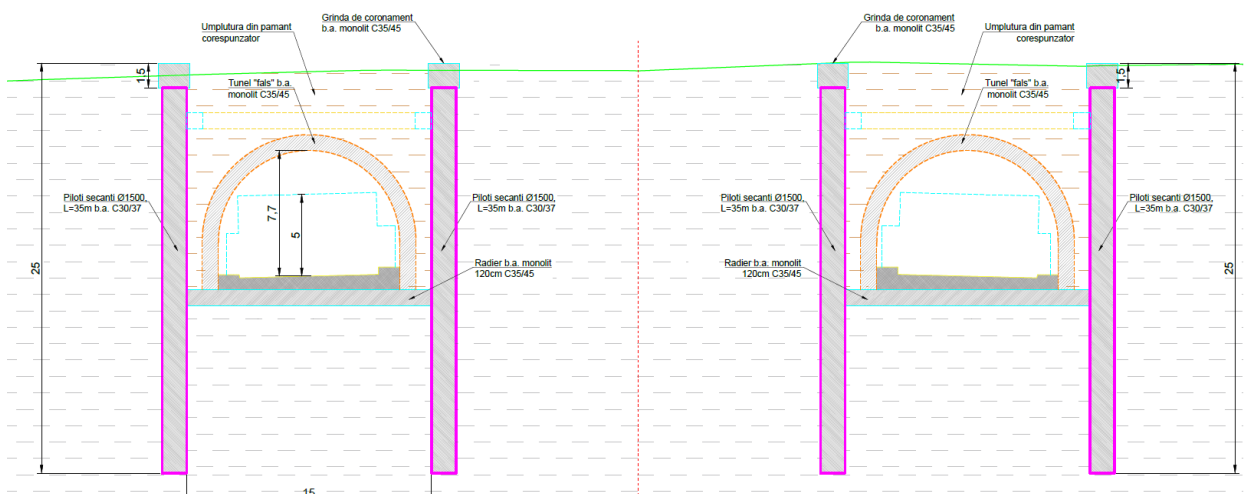 Grinda de coronament
b.a. monolit C35/45
Umplutura din pamant
corespunzator
Tunel "fals" b.a.
monolit C35/45
1,5
Piloti secanti Ø1500,
L=35m b.a. C30/37
Piloti secanti Ø1500,
L=35m b.a. C30/37
7,7
5
25
Radier b.a. monolit
120cm C35/45
15
Grinda de coronament
b.a. monolit C35/45
Umplutura din pamant
corespunzator
Tunel "fals" b.a.
monolit C35/45
1,5
Piloti secanti Ø1500,
L=35m b.a. C30/37
Piloti secanti Ø1500,
L=35m b.a. C30/37
Radier b.a. monolit
120cm C35/45
25